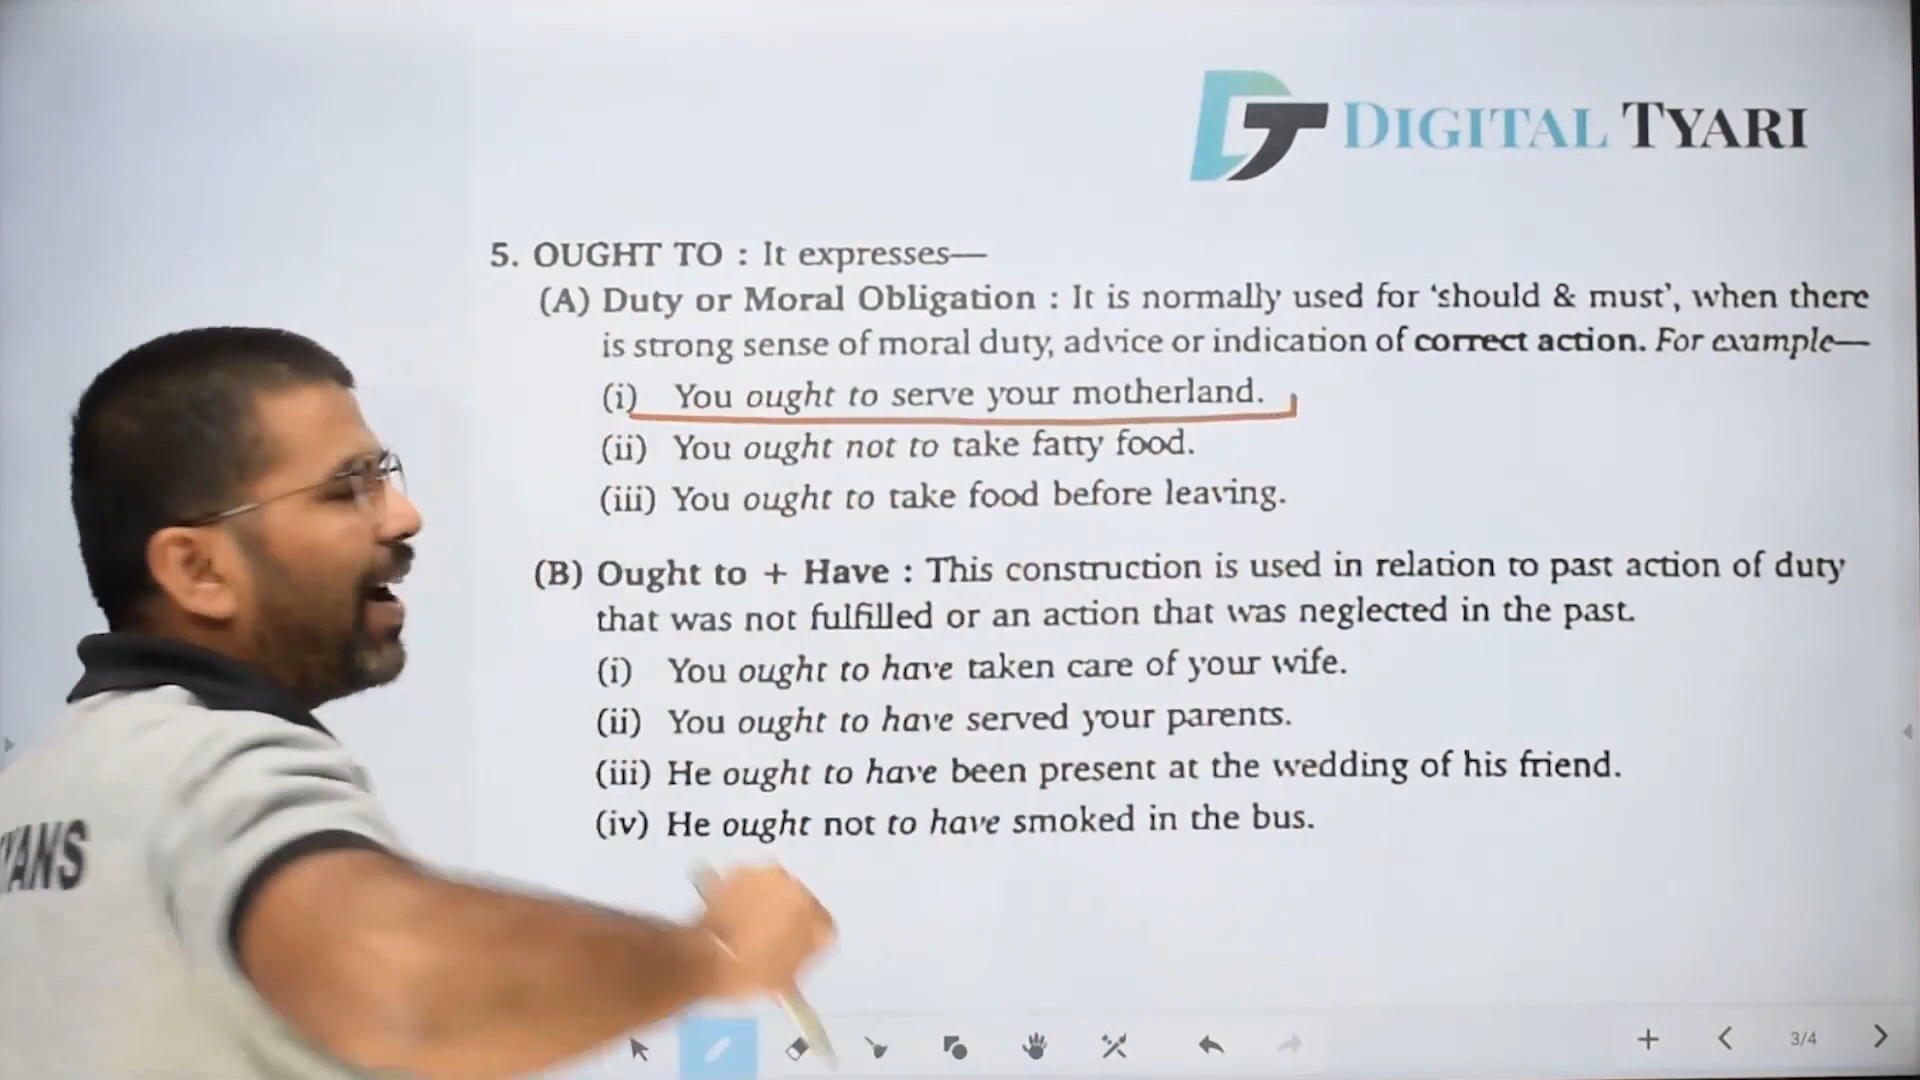 DIGITAL TYARI
5. OUGHT TO : It expresses—
(A) Duty or Moral Obligation : It is normally used for ‘should & must’, when there
is strong sense of moral duty, advice or indication of correct action. For example—
(i) You ought to serve your motherland.
(ii) You ought not to take fatty food.
(iii) You ought to take food before leaving.
(B) Ought to + Have : This construction is used in relation to past action of duty
that was not fulfilled or an action that was neglected in the past.
(i) You ought to have taken care of your wife.
(ii) You ought to have served your parents.
(iii) He ought to have been present at the wedding of his friend.
(iv) He ought not to have smoked in the bus.
3/4